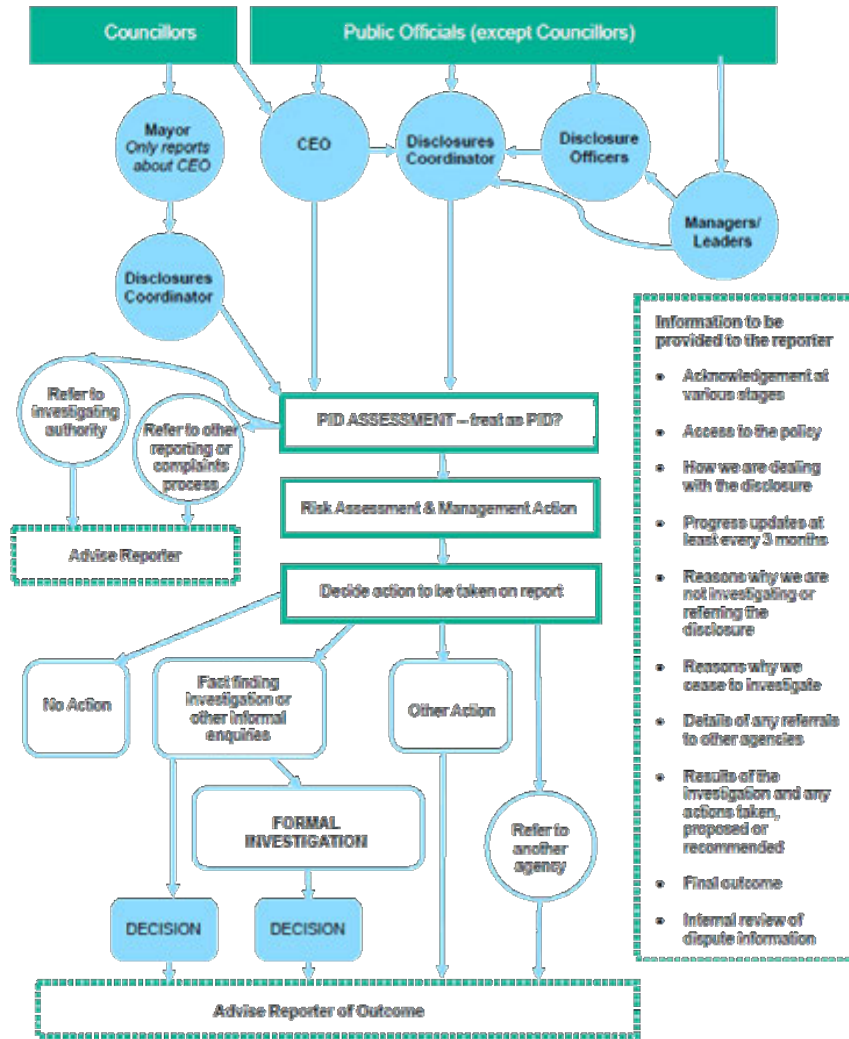 Councillors
Public Officials (except Councillors)
Mayor
Only reports
about CEO
CEO
Disclosures
Coordinator
Disclosure
Officers
Managers/
Leaders
Disclosures
Coordinator
Refer to
investigating
authority
Refer to other
reporting or
complaints
process
Advise Reporter
PID ASSESSMENT – treat as PID?
Risk Assessment & Management Action
Decide action to be taken on report
No Action
Fact finding
investigation or
other informal
enquiries
Other Action
FORMAL
INVESTIGATION
Refer to
another
agency
DECISION
DECISION
Advise Reporter of Outcome
Information to be
provided to the reporter
• Acknowledgement at
various stages
• Access to the policy
• How we are dealing
with the disclosure
• Progress updates at
least every 3 months
• Reasons why we are
not investigating or
referring the
disclosure
• Reasons why we
cease to investigate
• Details of any referrals
to other agencies
• Results of the
investigation and any
actions taken,
proposed or
recommended
• Final outcome
• Internal review of
dispute information